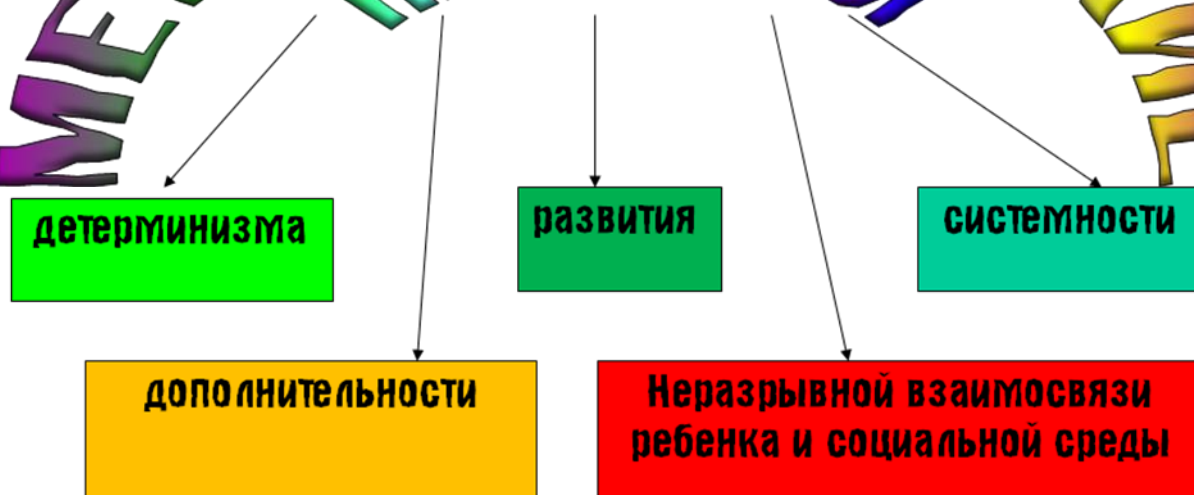 детерминизма
развития
системности
дополнительности
Неразрывной взаимосвязи
ребенка и социальной среды